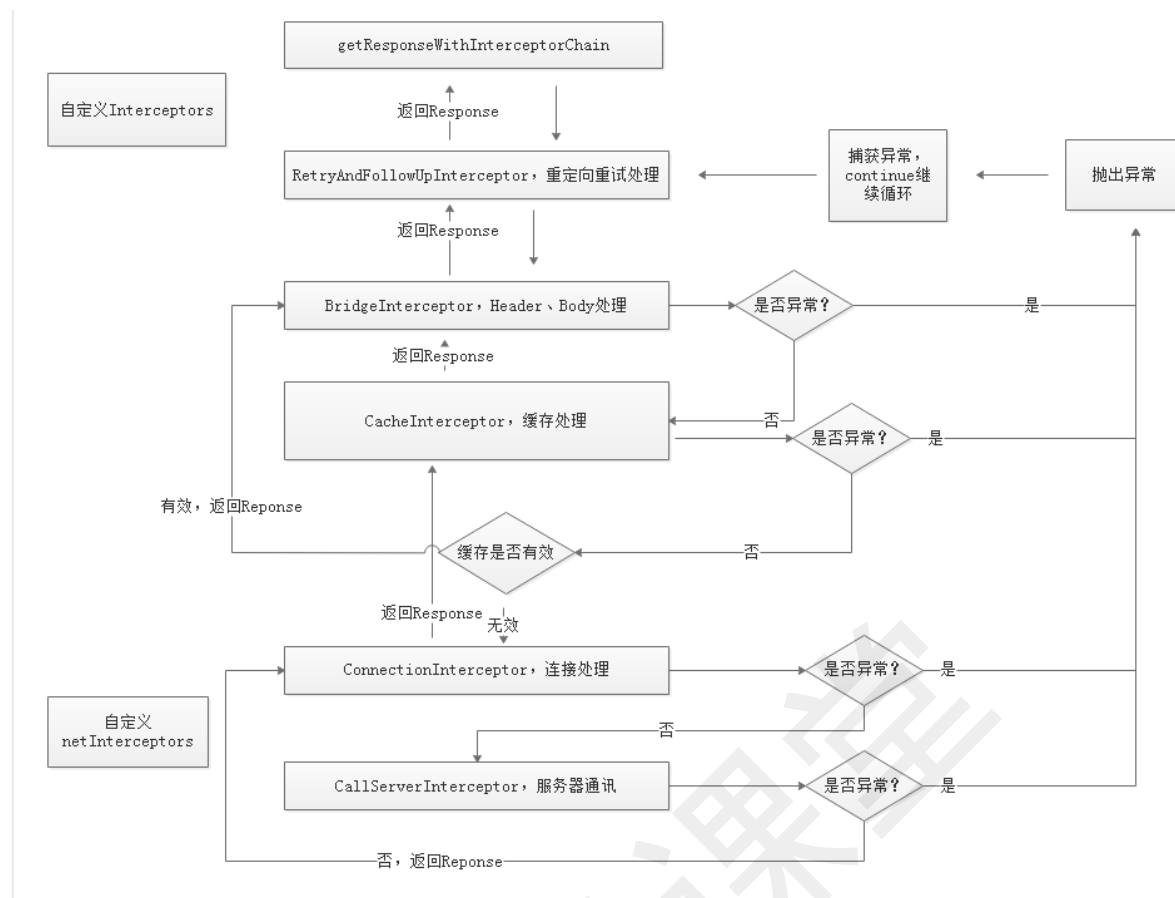 getResponseWithInterceptorChain
自定义Interceptors
返回Response
RetryAndFollowUpInterceptor，重定向重试处理
捕获异常，
continue继
续循环
抛出异常
返回Response
BridgeInterceptor，Header、Body处理
是否异常？
是
返回Response
CacheInterceptor，缓存处理
否
是否异常？
是
有效，返回Reponse
缓存是否有效
否
返回Response
无效
ConnectionInterceptor，连接处理
是否异常？
是
自定义
netInterceptors
否
CallServerInterceptor，服务器通讯
是否异常？
是
否，返回Reponse
课堂